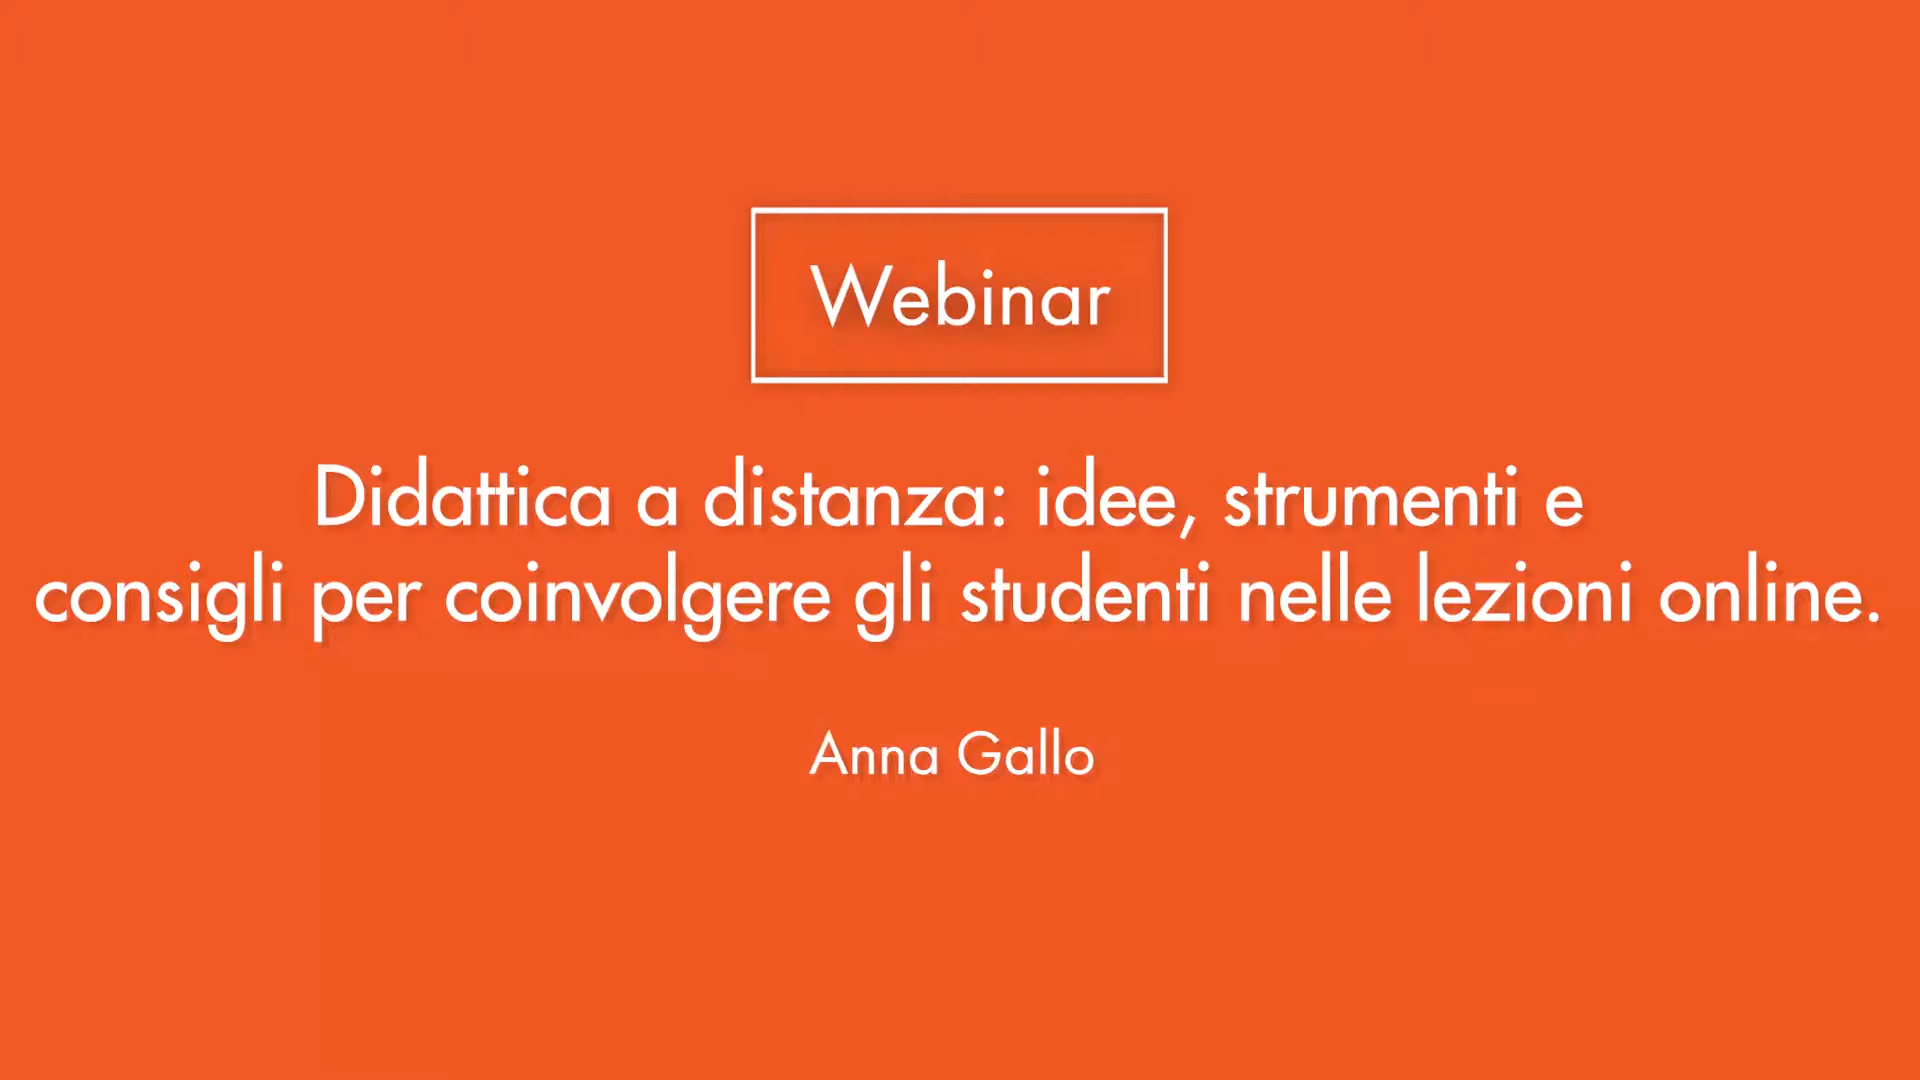 Webinar
Didattica a distanza: idee, strumenti e
consigli per coinvolgere gli studenti nelle lezioni online.
Anna Gallo